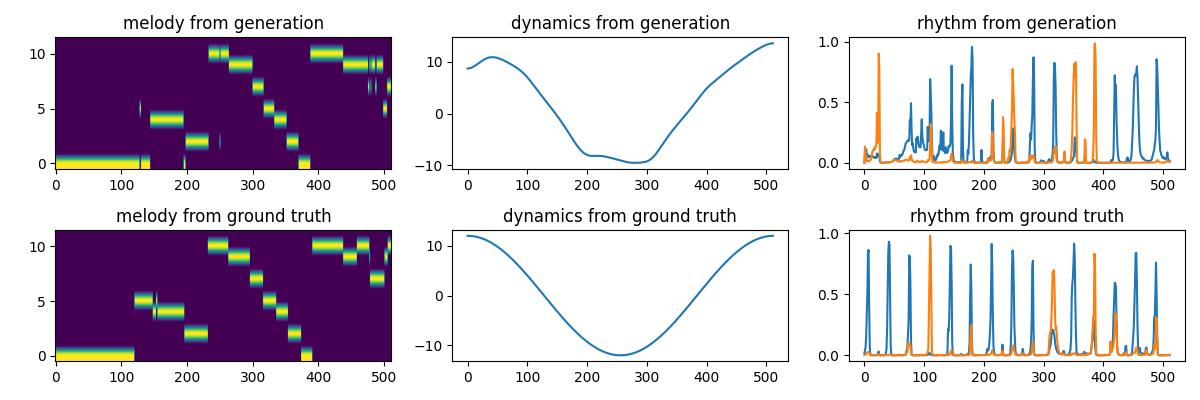 melody from generation
dynamics from generation
rhythm from generation
10
5
0
0 100 200 300 400 500
10
0
−10
0 100 200 300 400 500
1.0
0.5
0.0
0 100 200 300 400 500
melody from ground truth
dynamics from ground truth
rhythm from ground truth
10
5
0
0 100 200 300 400 500
10
0
−10
0 100 200 300 400 500
1.0
0.5
0.0
0 100 200 300 400 500